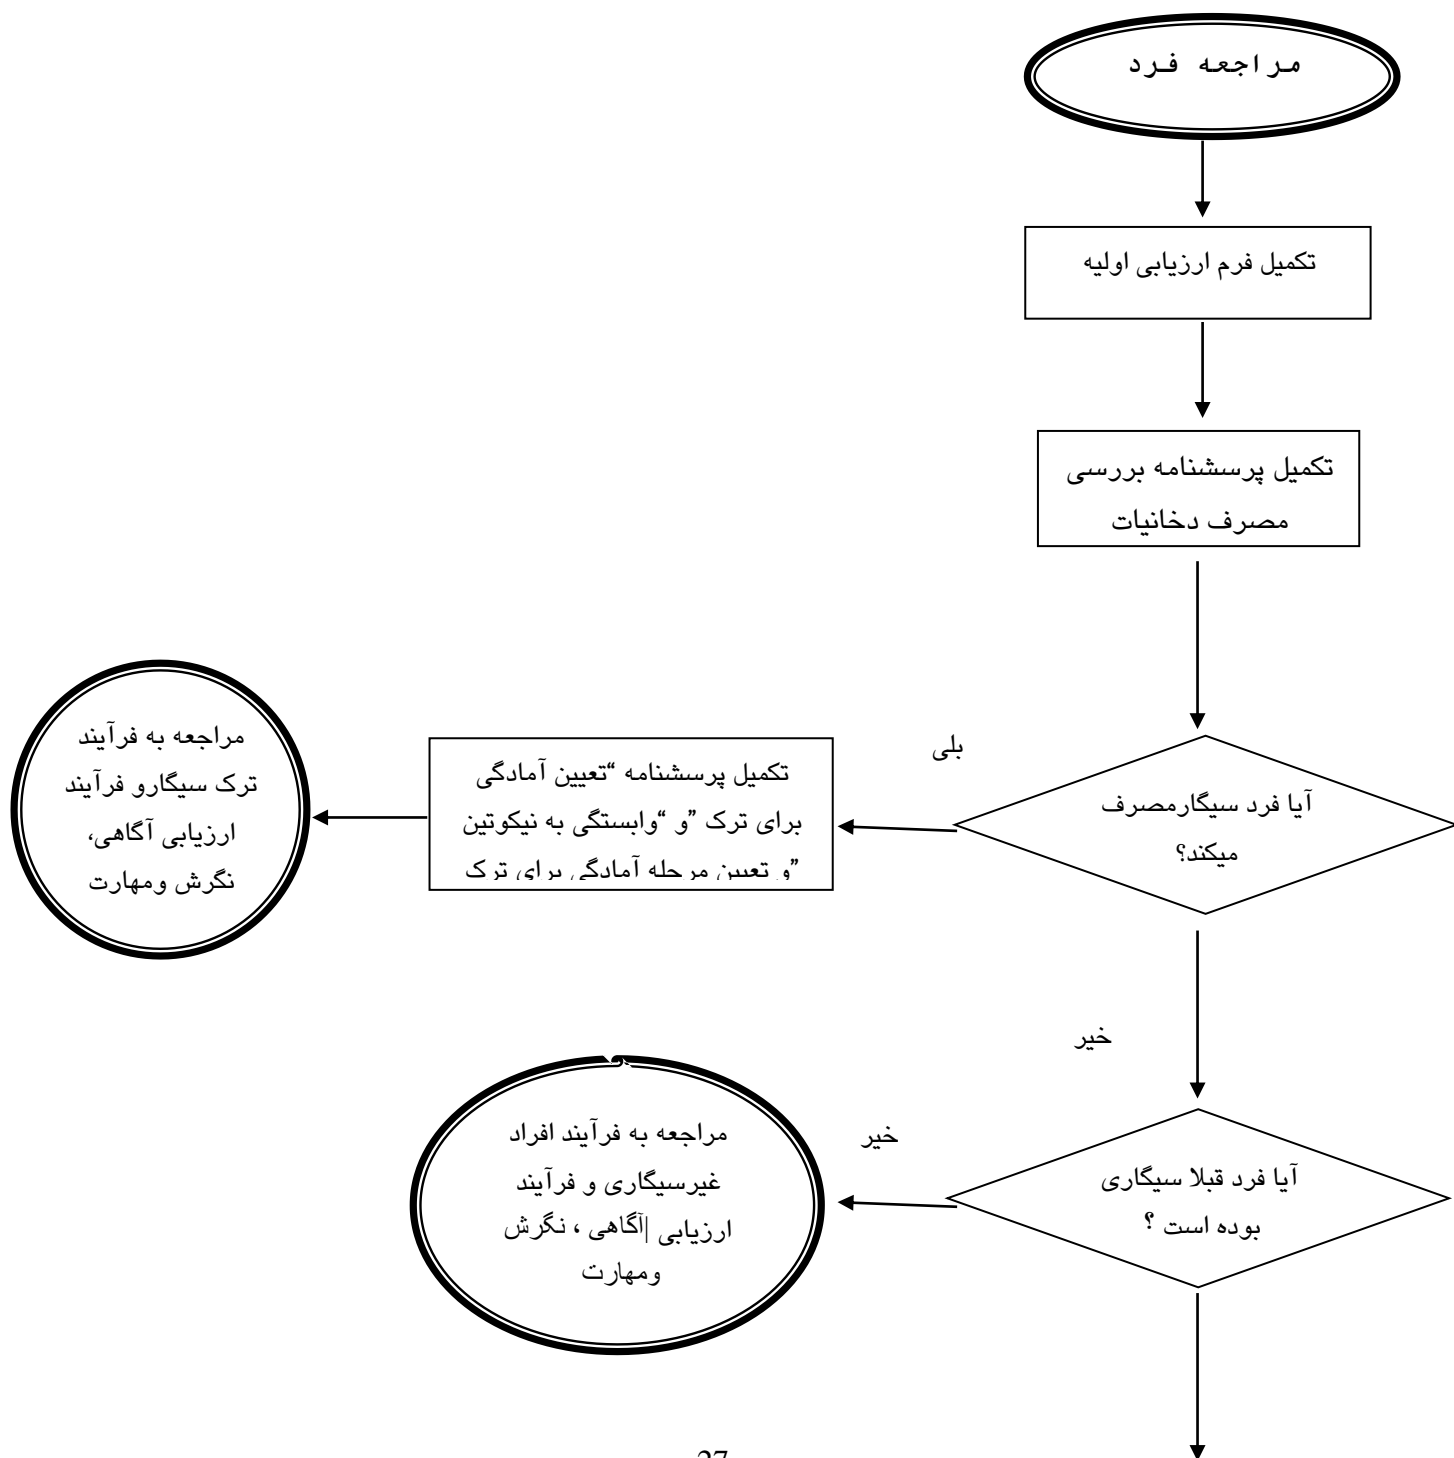 مراجعه فرد
تکمیل فرم ارزیابی اولیه
تکمیل پرسشنامه بررسی
مصرف دخانیات
آیا فرد سیگارمصرف
میکند؟
بلی
تکمیل پرسشنامه “تعیین آمادگی
برای ترک ”و “وابستگی به نیکوتین
”و تعیین مرحله آمادگی برای ترک
مراجعه به فرآیند
ترک سیگارو فرآیند
ارزیابی آگاهی،
نگرش ومهارت
خیر
آیا فرد قبلا سیگاری
بوده است ؟
خیر
مراجعه به فرآیند افراد
غیرسیگاری و فرآیند
ارزیابی |آگاهی ، نگرش
ومهارت
27